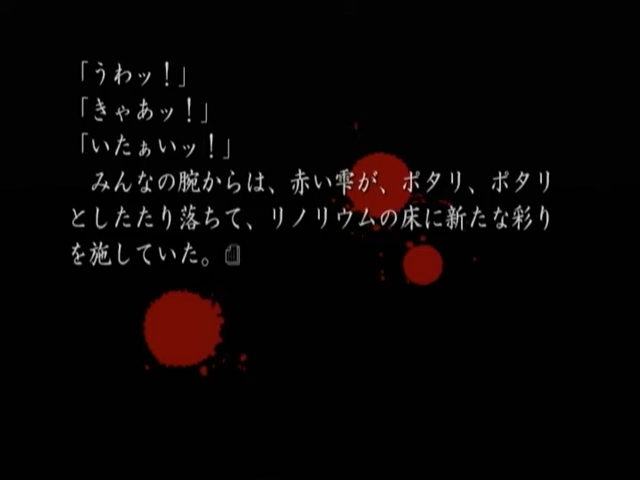 「うわッ！」
「きゃあッ！」
「いたぁいッ！」
　みんなの腕からは、赤い雫が、ポタリ、ポタリ
としたたり落ちて、リノリウムの床に新たな彩り
を施していた。